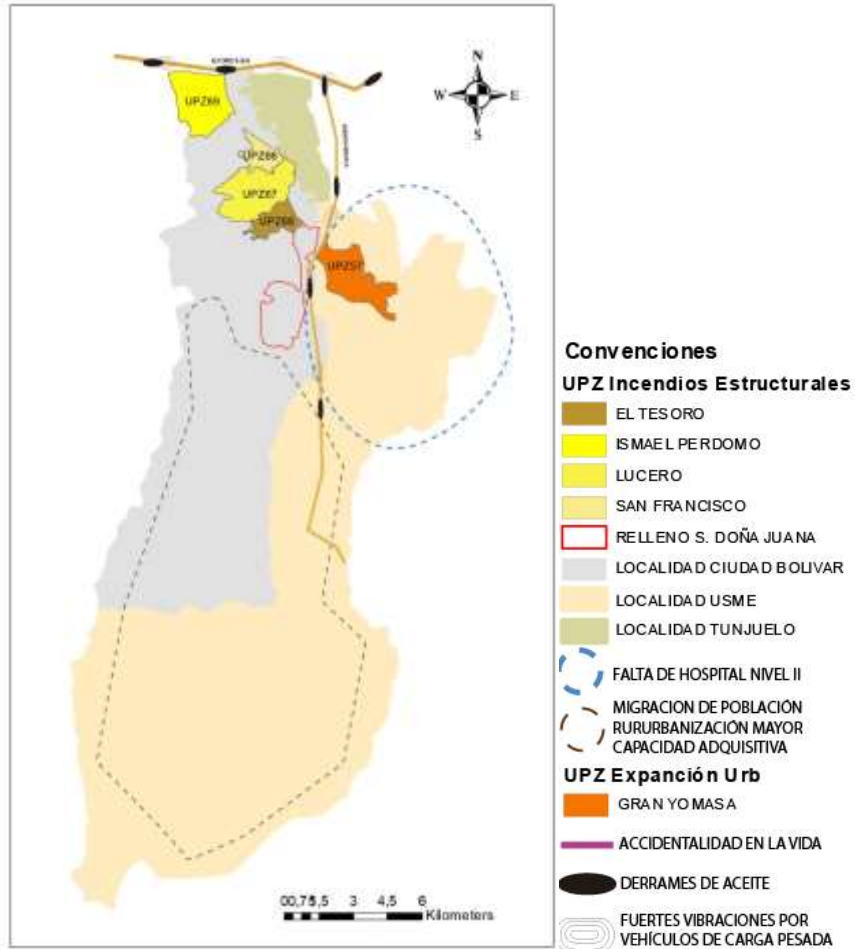 N
W
E
S
UPZ69
UPZ66
UPZ67
UPZ68
UPZ57
00,751,5 3 4,5 6
Kilometers
Convenciones
UPZ Incendios Estructurales
EL TESORO
ISMAEL PERDOMO
LUCERO
SAN FRANCISCO
RELLENO S. DOÑA JUANA
LOCALIDAD CIUDAD BOLIVAR
LOCALIDAD USME
LOCALIDAD TUNJUELO
FALTA DE HOSPITAL NIVEL II
MIGRACION DE POBLACIÓN
RURURBANIZACIÓN MAYOR
CAPACIDAD ADQUISITIVA
UPZ Expanción Urb
GRAN YOMASA
ACCIDENTALIDAD EN LA VIDA
DERRAMES DE ACEITE
FUERTES VIBRACIONES POR
VEHÍCULOS DE CARGA PESADA